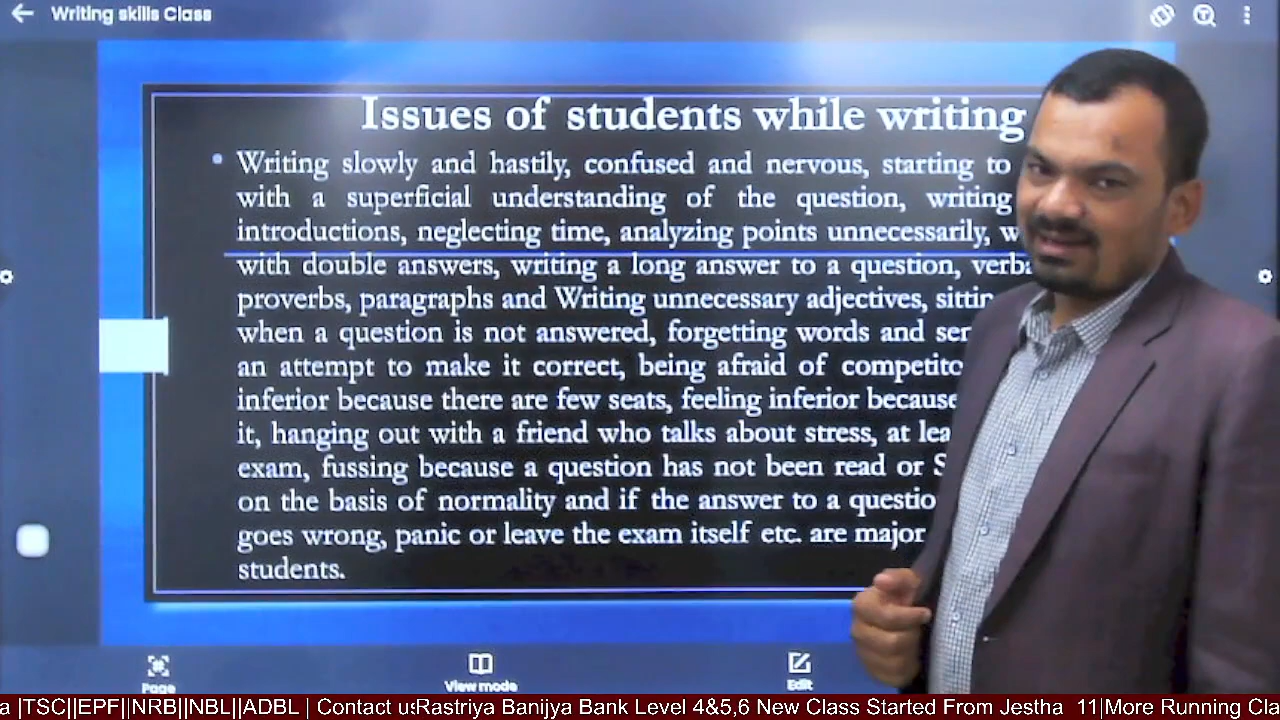 Writing skills Class
Issues of students while writing
• Writing slowly and hastily, confused and nervous, starting to
with a superficial understanding of the question, writing
introductions, neglecting time, analyzing points unnecessarily,
with double answers, writing a long answer to a question,
proverbs, paragraphs and Writing unnecessary adjectives,
when a question is not answered, forgetting words and
an attempt to make it correct, being afraid of
inferior because there are few seats, feeling inferior because
it, hanging out with a friend who talks about stress, at
exam, fussing because a question has not been read or
on the basis of normality and if the answer to a
goes wrong, panic or leave the exam itself etc. are major
students.
Page
View mode
Edit
a |TSC||EPF||NRB||NBL||ADBL | Contact us Rastriya Banijya Bank Level 4&5,6 New Class Started From Jestha 11|More Running Cla